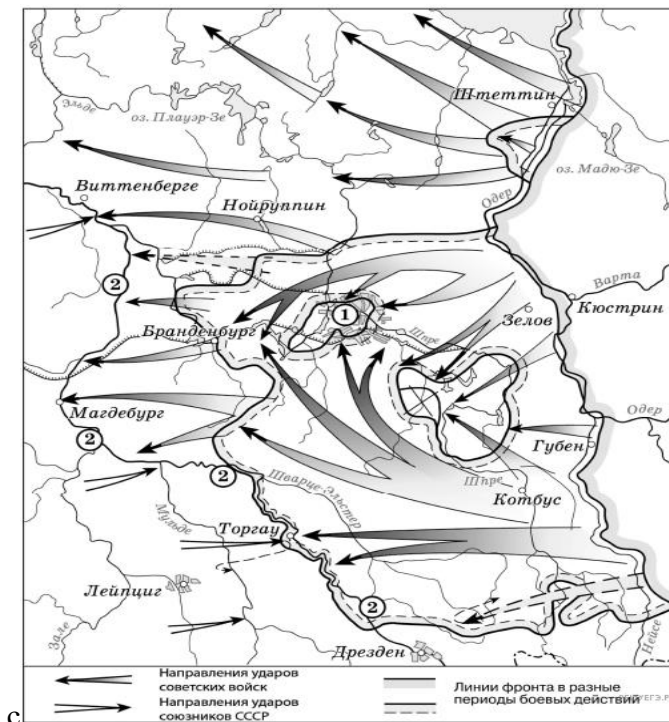 Штеттин
Эльде
оз. Плауэр-Зе
оз. Мадю-Зе
Виттенберге
Одер
Нойруппин
2
Варта
1
Кюстрин
Зелов
Бранденбург
Шпре
Магдебург
Одер
2
Губен
2
Шпре
Шварце-Эльстер
Котбус
Мульде
Торгау
Лейпциг
2
Зале
Дрезден
Нейсе
Направления ударов
советских войск
Направления ударов
союзников СССР
Линии фронта в разные
периоды боевых действий
с